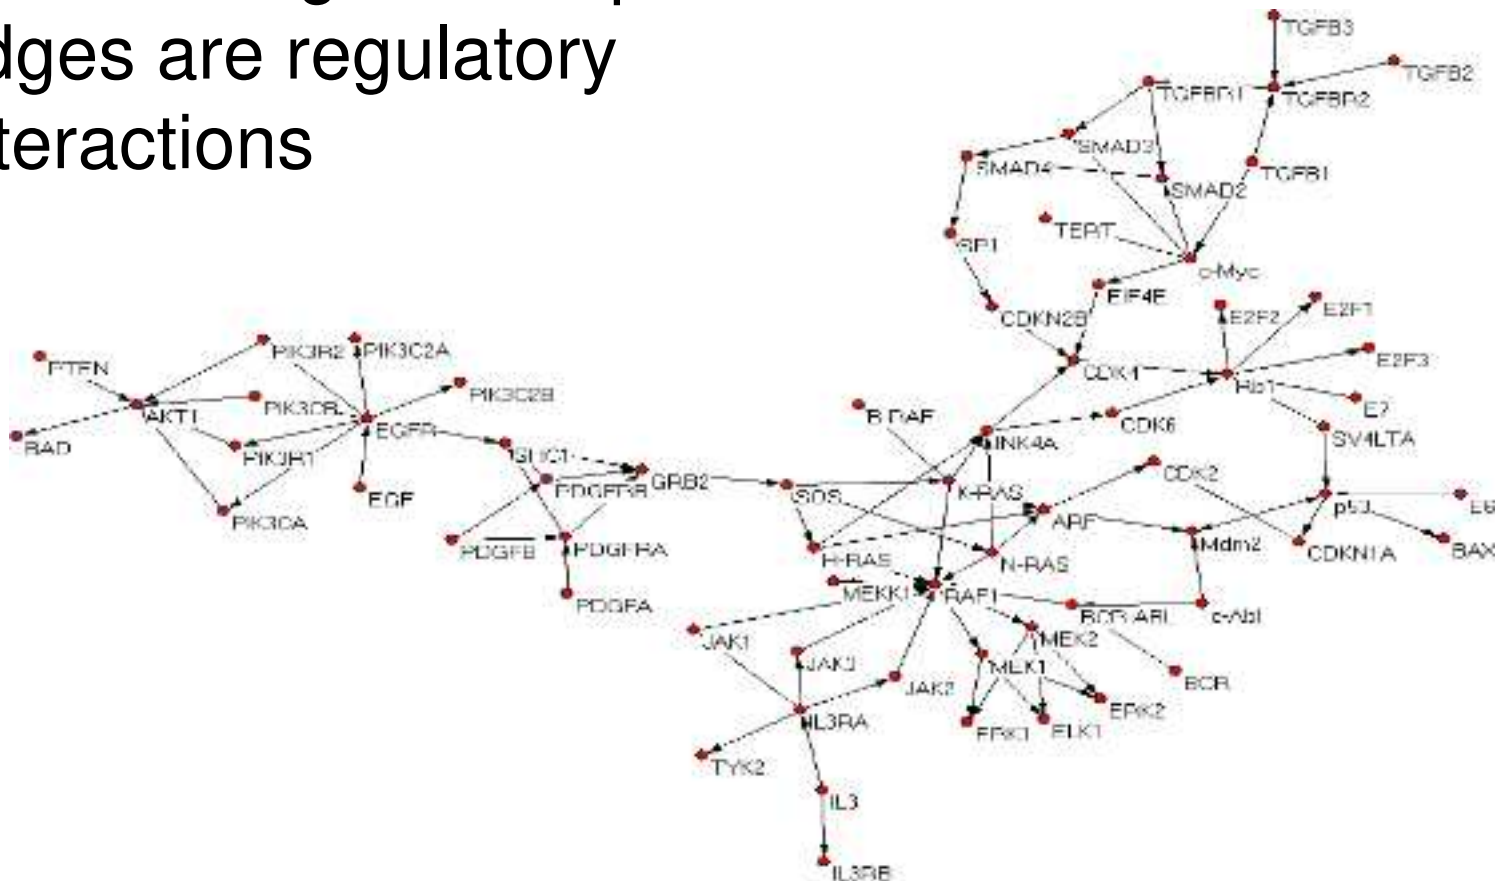 dges are regulatory
teractions
TGFB3
TGFB2
TGFBR1
TGFBR2
SMAD3
SMAD4
TGFB1
SMAD2
TERT
SP1
c-Myc
EIF4E
E2F1
CDKN2B
E2F2
PIK3R2
PIK3C2A
E2F3
PTEN
CDK4
Rb1
PIK3C2B
PIK3CB
E7
AKT1
B-RAF
CDK6
EGFR
SV4LTA
BAD
INK4A
PIK3R1
SHC1
CDK2
GRB2
PDGFRB
SOS
K-RAS
EGF
p53
E6
PIK3CA
ARF
Mdm2
PDGFB
PDGFRA
CDKN1A
BAX
H-RAS
N-RAS
MEKK1
RAF1
PDGFA
BCR-ABL
c-Abl
JAK1
MEK2
JAK3
MEK1
BCR
JAK2
ERK2
IL3RA
ERK1
ELK1
TYK2
IL3
IL3RB